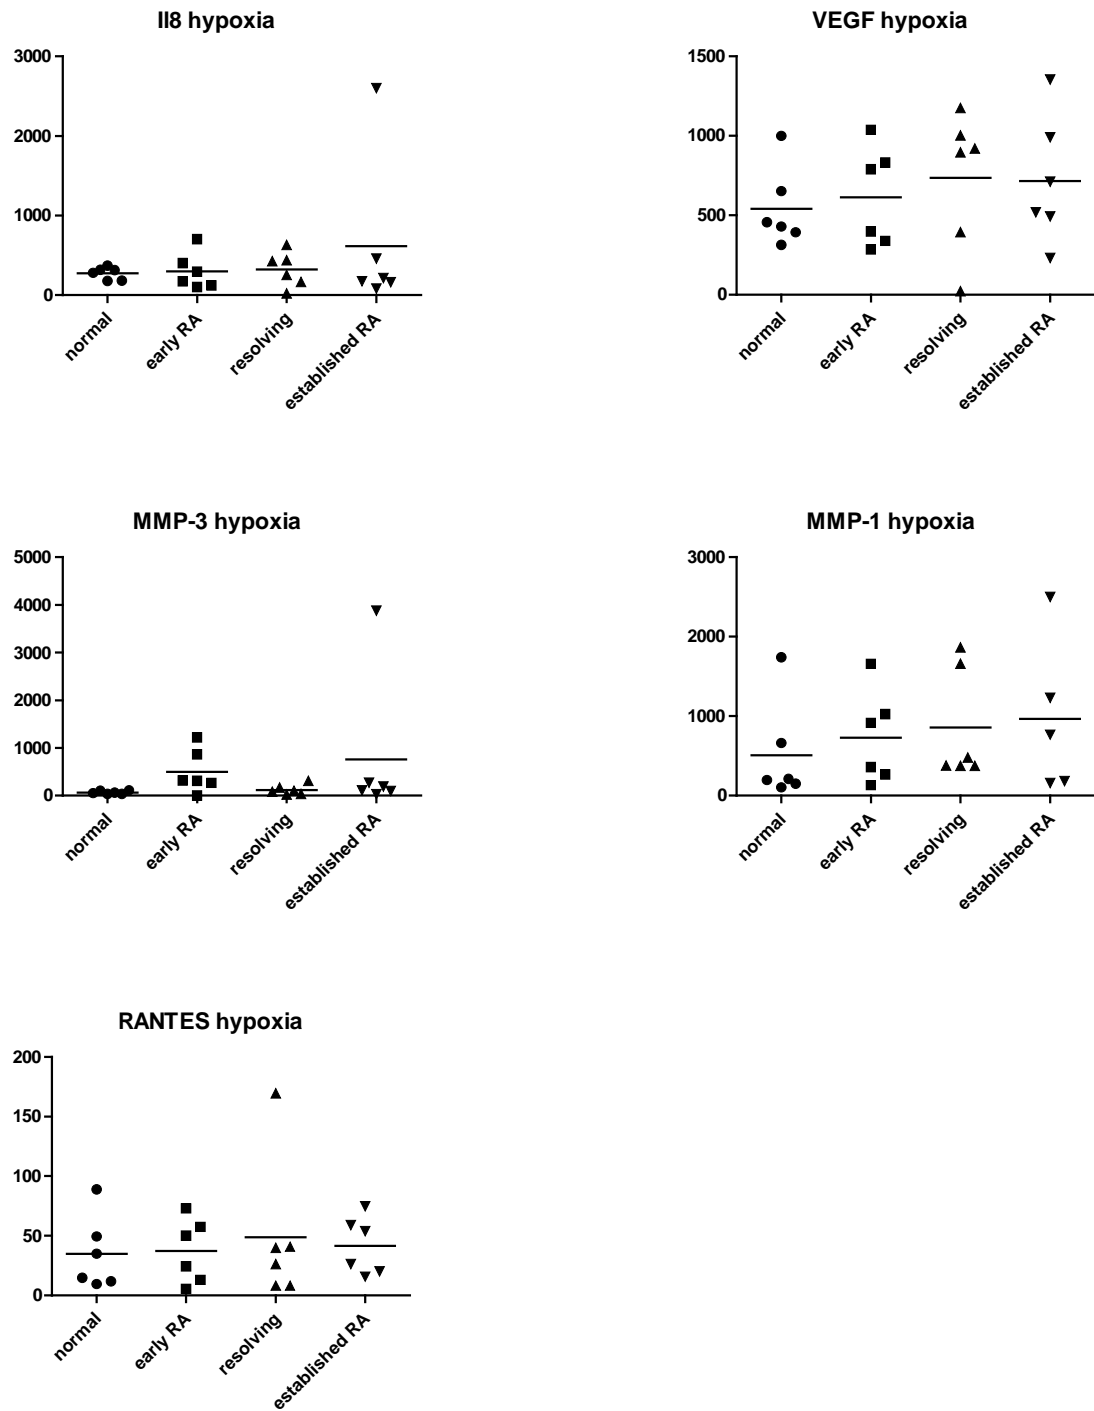 Il8 hypoxia
3000
2000
1000
0
normal
early RA
resolving
established RA
VEGF hypoxia
1500
1000
500
0
normal
early RA
resolving
established RA
MMP-3 hypoxia
5000
4000
3000
2000
1000
0
normal
early RA
resolving
established RA
MMP-1 hypoxia
3000
2000
1000
0
normal
early RA
resolving
established RA
RANTES hypoxia
200
150
100
50
0
normal
early RA
resolving
established RA